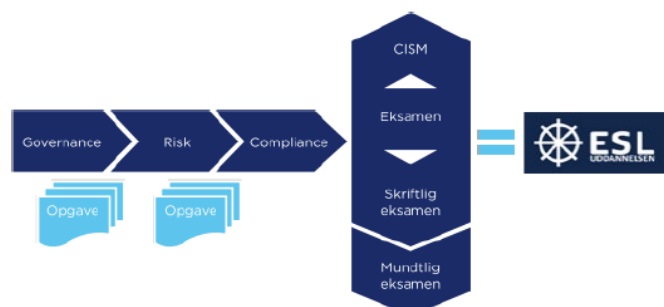 CISM
Governance
Risk
Compliance
Eksamen
ESL
UDDANNELSEN
Opgave
Opgave
Skriftlig
eksamen
Mundtlig
eksamen